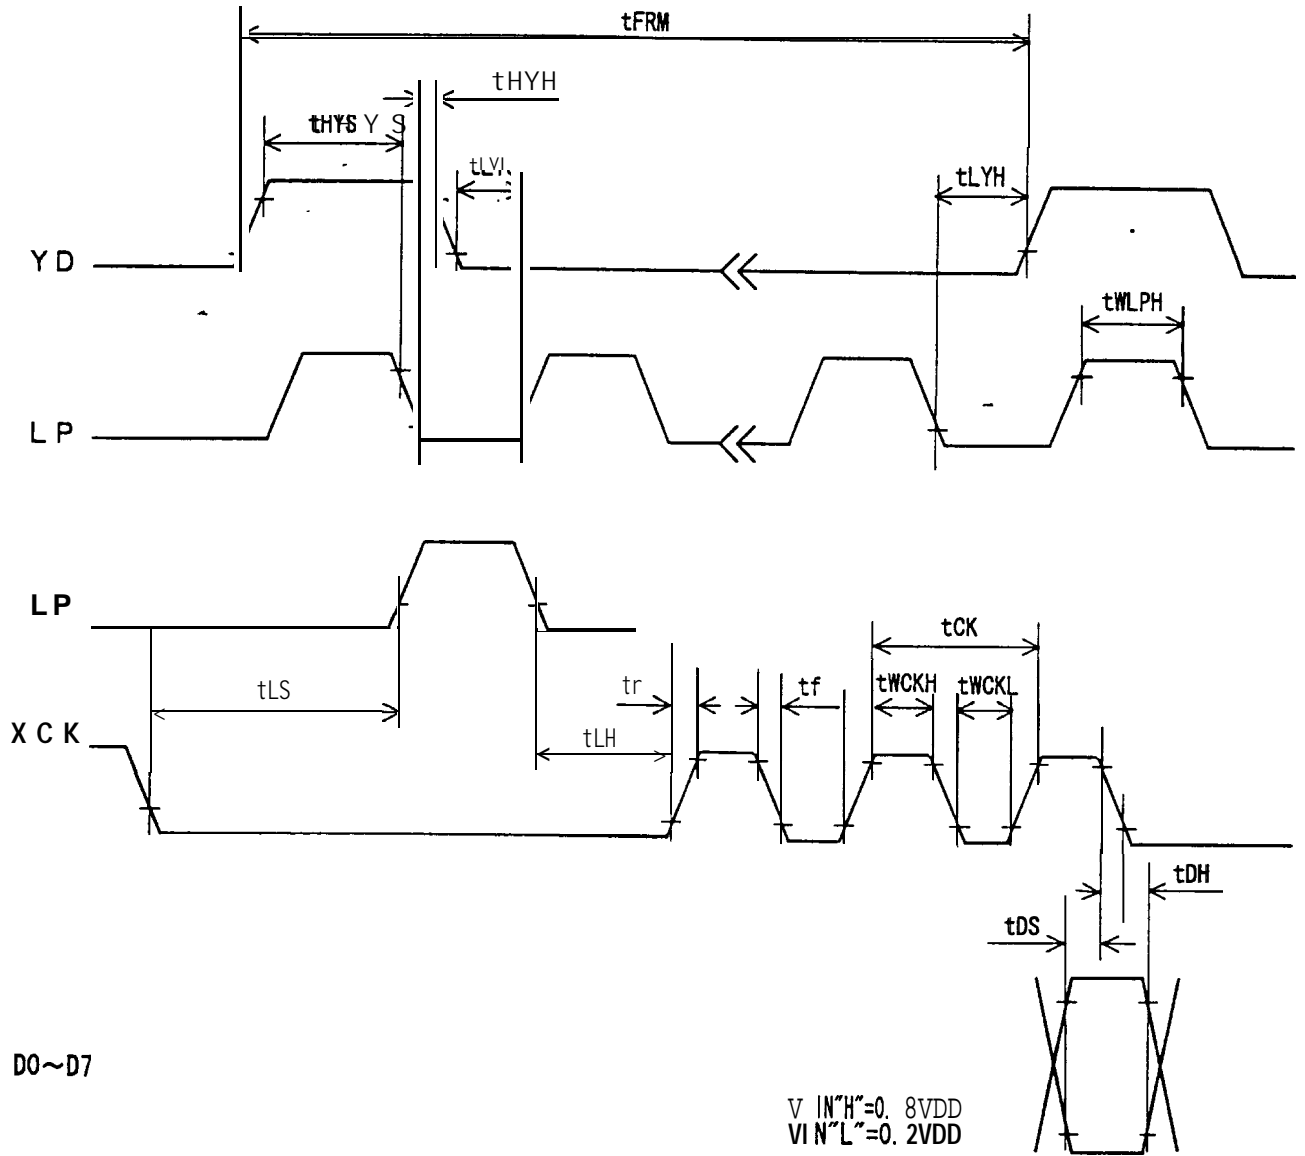 tFRM
tHYH
tHYS Y S
tLYH
YD
tWLPH
LP
LP
tCK
tLS
tr
tf
tWCKH
tWCKL
XCK
tLH
tDH
tDS
D0~D7
V IN"H"=0. 8VDD
VI N"L"=0. 2VDD